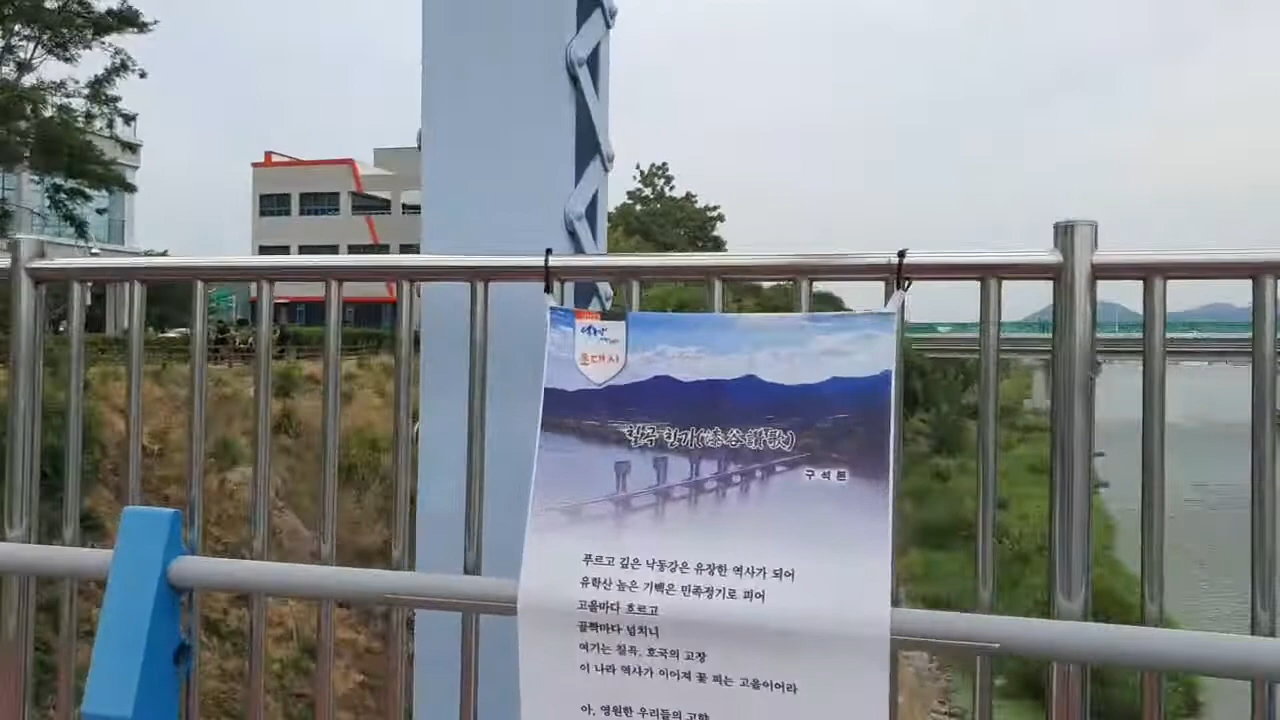 초대시
칠곡 찬가(漆谷讚歌)
구석본
푸르고 깊은 낙동강은 유장한 역사가 되어
유학산 높은 기백은 민족정기로 피어
고을마다 흐르고
골짝마다 넘치니
여기는 칠곡, 호국의 고장
이 나라 역사가 이어져 꽃 피는 고을이어라
아, 영원한 우리들의 고향